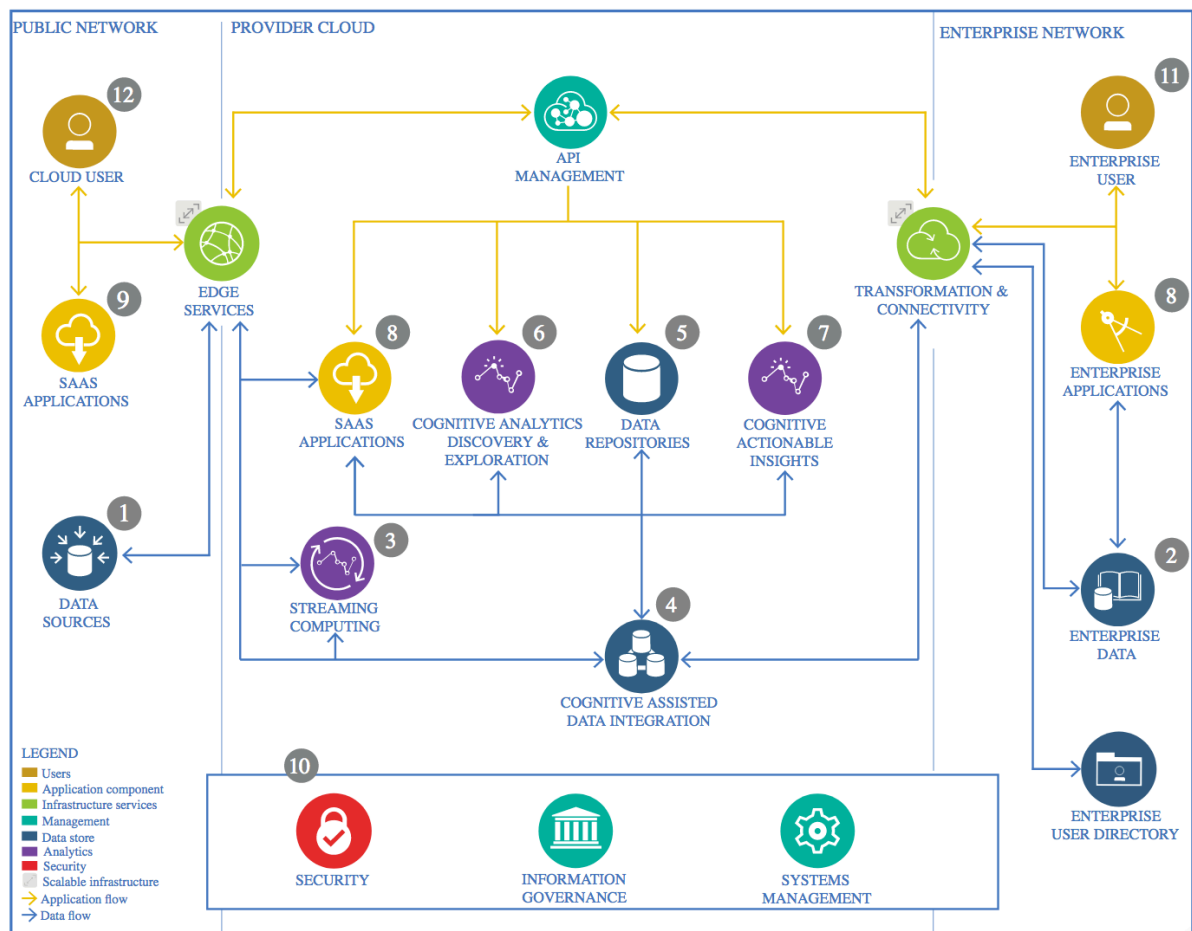 PUBLIC NETWORK
PROVIDER CLOUD
ENTERPRISE NETWORK
12
CLOUD USER
API
MANAGEMENT
11
ENTERPRISE
USER
EDGE
SERVICES
TRANSFORMATION &
CONNECTIVITY
9
SAAS
APPLICATIONS
8
SAAS
APPLICATIONS
6
COGNITIVE ANALYTICS
DISCOVERY &
EXPLORATION
5
DATA
REPOSITORIES
7
COGNITIVE
ACTIONABLE
INSIGHTS
8
ENTERPRISE
APPLICATIONS
1
DATA
SOURCES
3
STREAMING
COMPUTING
4
COGNITIVE ASSISTED
DATA INTEGRATION
2
ENTERPRISE
DATA
ENTERPRISE
USER DIRECTORY
LEGEND
Users
Application component
Infrastructure services
Management
Data store
Analytics
Security
Scalable infrastructure
Application flow
Data flow
10
SECURITY
INFORMATION
GOVERNANCE
SYSTEMS
MANAGEMENT